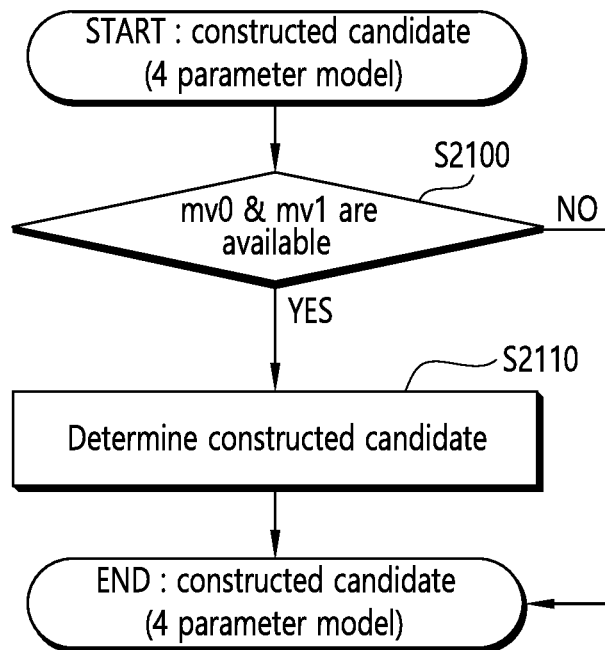 START : constructed candidate
(4 parameter model)
S2100
mv0 & mv1 are
available
NO
YES
S2110
Determine constructed candidate
END : constructed candidate
(4 parameter model)